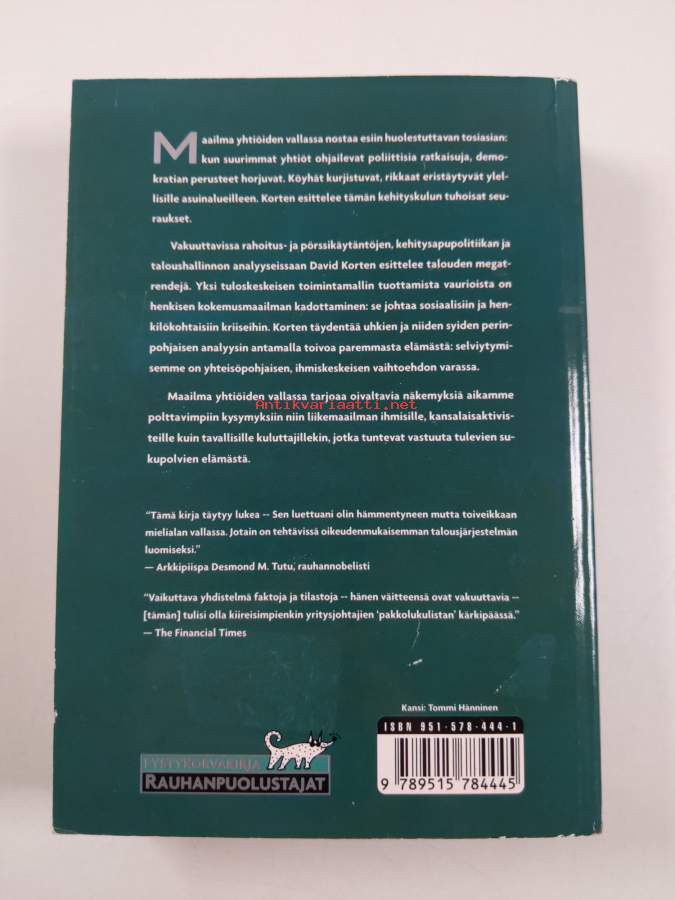 Maailma yhtiöiden vallassa nostaa esiin huolestuttavan tosiasian:
kun suurimmat yhtiöt ohjailevat poliittisia ratkaisuja, demo-
kratian perusteet horjuvat. Köyhät kurjistuvat, rikkaat eristäytyvät ylel-
lisille asuinalueilleen. Korten esittelee tämän kehityskulun tuhoisat seu-
raukset.
Vakuuttavissa rahoitus- ja pörssikäytäntöjen, kehitysapupolitiikan ja
taloushallinnon analyyseissaan David Korten esittelee talouden megat-
rendejä. Yksi tuloskeskeisen toimintamallin tuottamista vaurioista on
henkisen kokemusmaailman kadottaminen: se johtaa sosiaalisiin ja hen-
kilökohtaisiin kriiseihin. Korten täydentää uhkien ja niiden syiden perin-
pohjaisen analyysin antamalla toivoa paremmasta elämästä: selviytymi-
semme on yhteisöpohjaisen, ihmiskeskeisen vaihtoehdon varassa.
Maailma yhtiöiden vallassa tarjoaa oivaltavia näkemyksiä aikamme
Antikvariaatti.net
polttavimpiin kysymyksiin niin liikemaailman ihmisille, kansalaisaktivis-
teille kuin tavallisille kuluttajillekin, jotka tuntevat vastuuta tulevien su-
kupolvien elämästä.
"Tämä kirja täytyy lukea -- Sen luettuani olin hämmentyneen mutta toiveikkaan
mielialan vallassa. Jotain on tehtävissä oikeudenmukaisemman talousjärjestelmän
luomiseksi."
— Arkkipiispa Desmond M. Tutu, rauhannobelisti
"Vaikuttava yhdistelmä faktoja ja tilastoja -- hänen väitteensä ovat vakuuttavia --
[tämän] tulisi olla kiireisimpienkin yritysjohtajien 'pakkolukulistan' kärkipäässä."
— The Financial Times
Kansi: Tommi Hänninen
ISBN 951-578-444-1
9 789515 784445
PYSTYKORVAKIRJA
RAUHANPUOLUSTAJAT